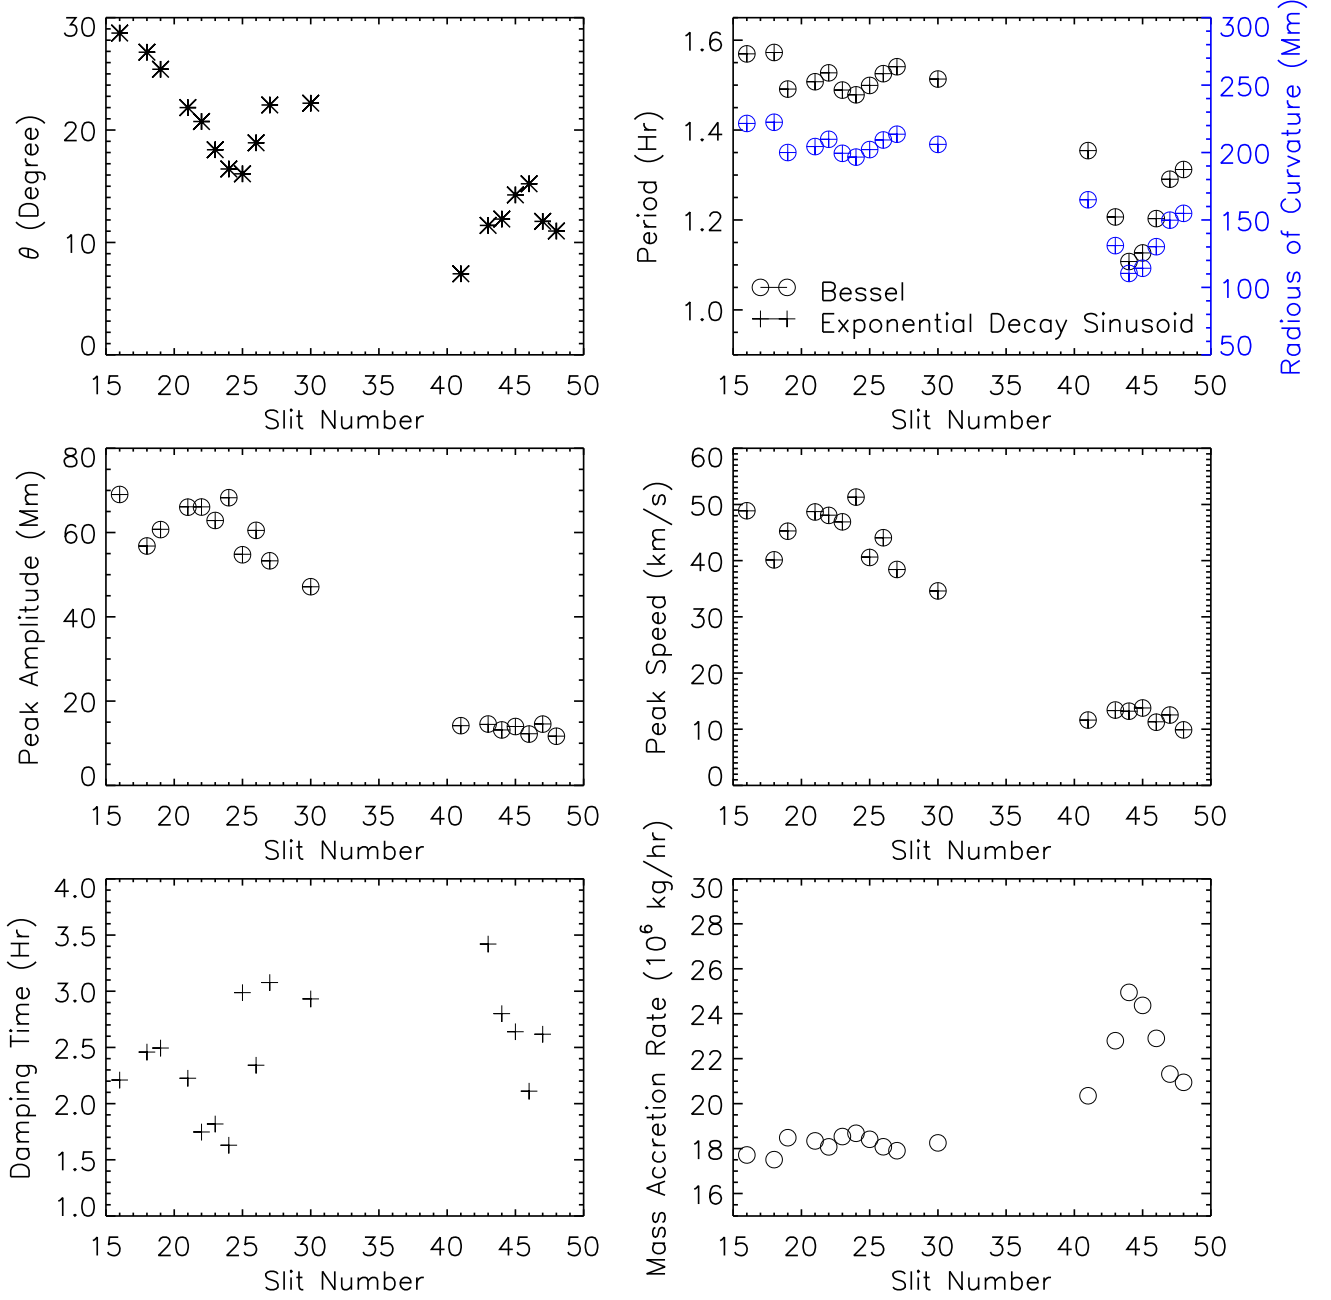 30
20
10
0
θ (Degree)
15 20 25 30 35 40 45 50
Slit Number
1.6
1.4
1.2
1.0
Period (Hr)
Bessel
Exponential Decay Sinusoid
300
250
200
150
100
50
Radious of Curvature (Mm)
15 20 25 30 35 40 45 50
Slit Number
80
60
40
20
0
Peak Amplitude (Mm)
15 20 25 30 35 40 45 50
Slit Number
60
50
40
30
20
10
0
Peak Speed (km/s)
15 20 25 30 35 40 45 50
Slit Number
4.0
3.5
3.0
2.5
2.0
1.5
1.0
Damping Time (Hr)
15 20 25 30 35 40 45 50
Slit Number
30
28
26
24
22
20
18
16
Mass Accretion Rate (10⁶ kg/hr)
15 20 25 30 35 40 45 50
Slit Number